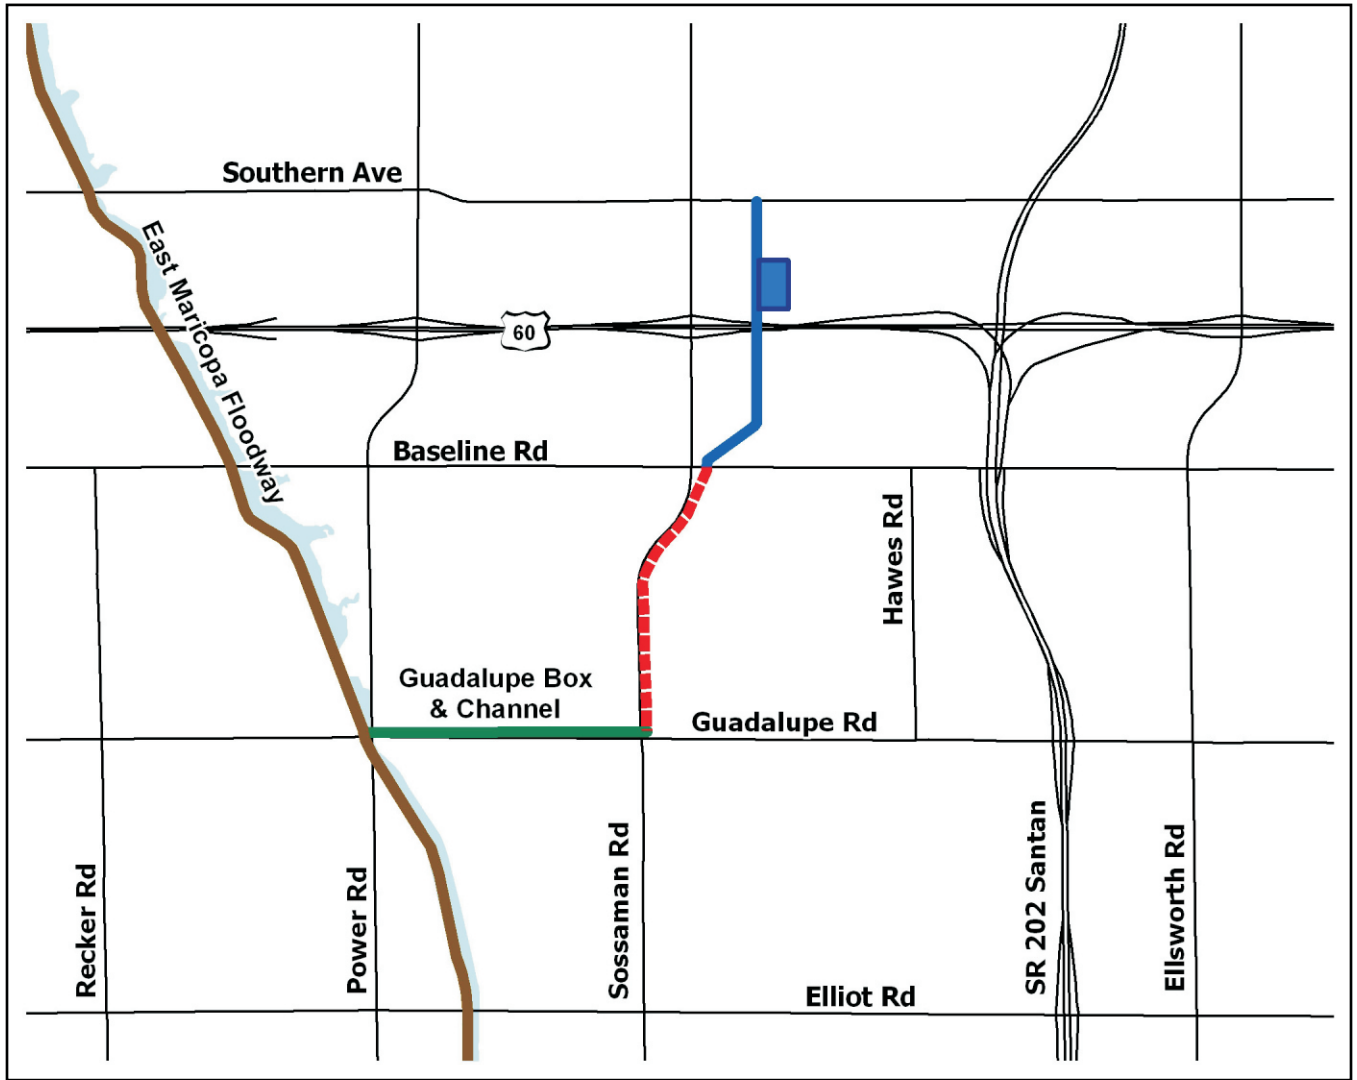 Southern Ave
East Maricopa Floodway
60
Baseline Rd
Hawes Rd
Guadalupe Box
& Channel
Guadalupe Rd
Recker Rd
Power Rd
Sossaman Rd
SR 202 Santan
Ellsworth Rd
Elliot Rd